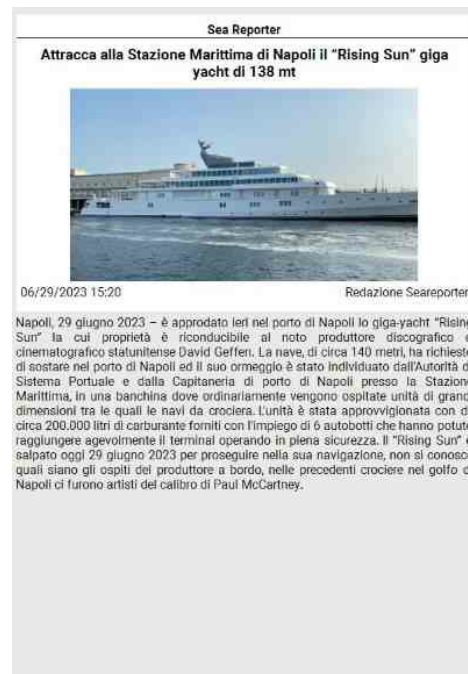 Sea Reporter
Attracca alla Stazione Marittima di Napoli il “Rising Sun” giga
yacht di 138 mt
06/29/2023 15:20
Redazione Seareporter
Napoli, 29 giugno 2023 – è approdato ieri nel porto di Napoli lo giga-yacht “Rising
Sun” la cui proprietà è riconducibile al noto produttore discografico e
cinematografico statunitense David Geffen. La nave, di circa 140 metri, ha richiesto
di sostare nel porto di Napoli ed il suo ormeggio è stato individuato dall’Autorità di
Sistema Portuale e dalla Capitaneria di porto di Napoli presso la Stazione
Marittima, in una banchina dove ordinariamente vengono ospitate unità di grandi
dimensioni tra le quali le navi da crociera. L’unità è stata approvvigionata con di
circa 200.000 litri di carburante forniti con l’impiego di 6 autobotti che hanno potuto
raggiungere agevolmente il terminal operando in piena sicurezza. Il “Rising Sun” è
salpato oggi 29 giugno 2023 per proseguire nella sua navigazione, non si conosce
quali siano gli ospiti del produttore a bordo, nelle precedenti crociere nel golfo di
Napoli ci furono artisti del calibro di Paul McCartney.